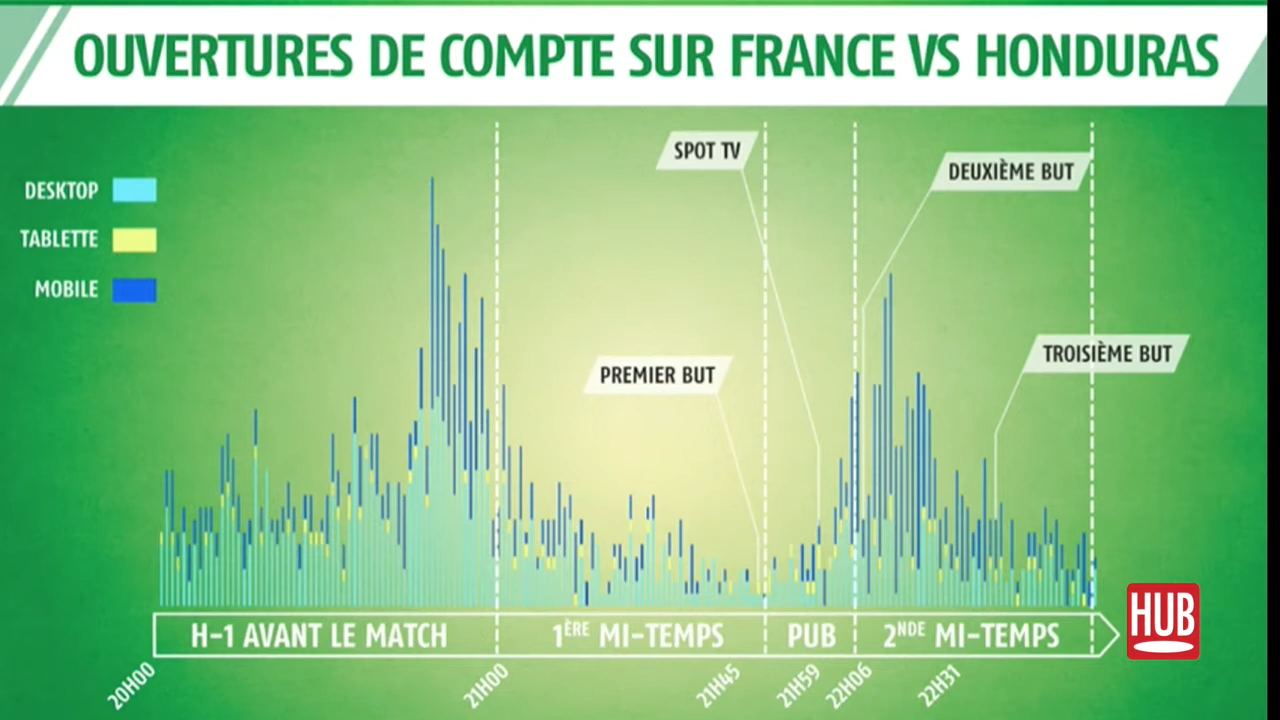 OUVERTURES DE COMPTE SUR FRANCE VS HONDURAS
SPOT TV
DEUXIÈME BUT
DESKTOP
TABLETTE
MOBILE
TROISIÈME BUT
PREMIER BUT
H-1 AVANT LE MATCH
1ÈRE MI-TEMPS
PUB
2NDE MI-TEMPS
HUB
20H00
21H00
21H45
21H59
22H06
22H31